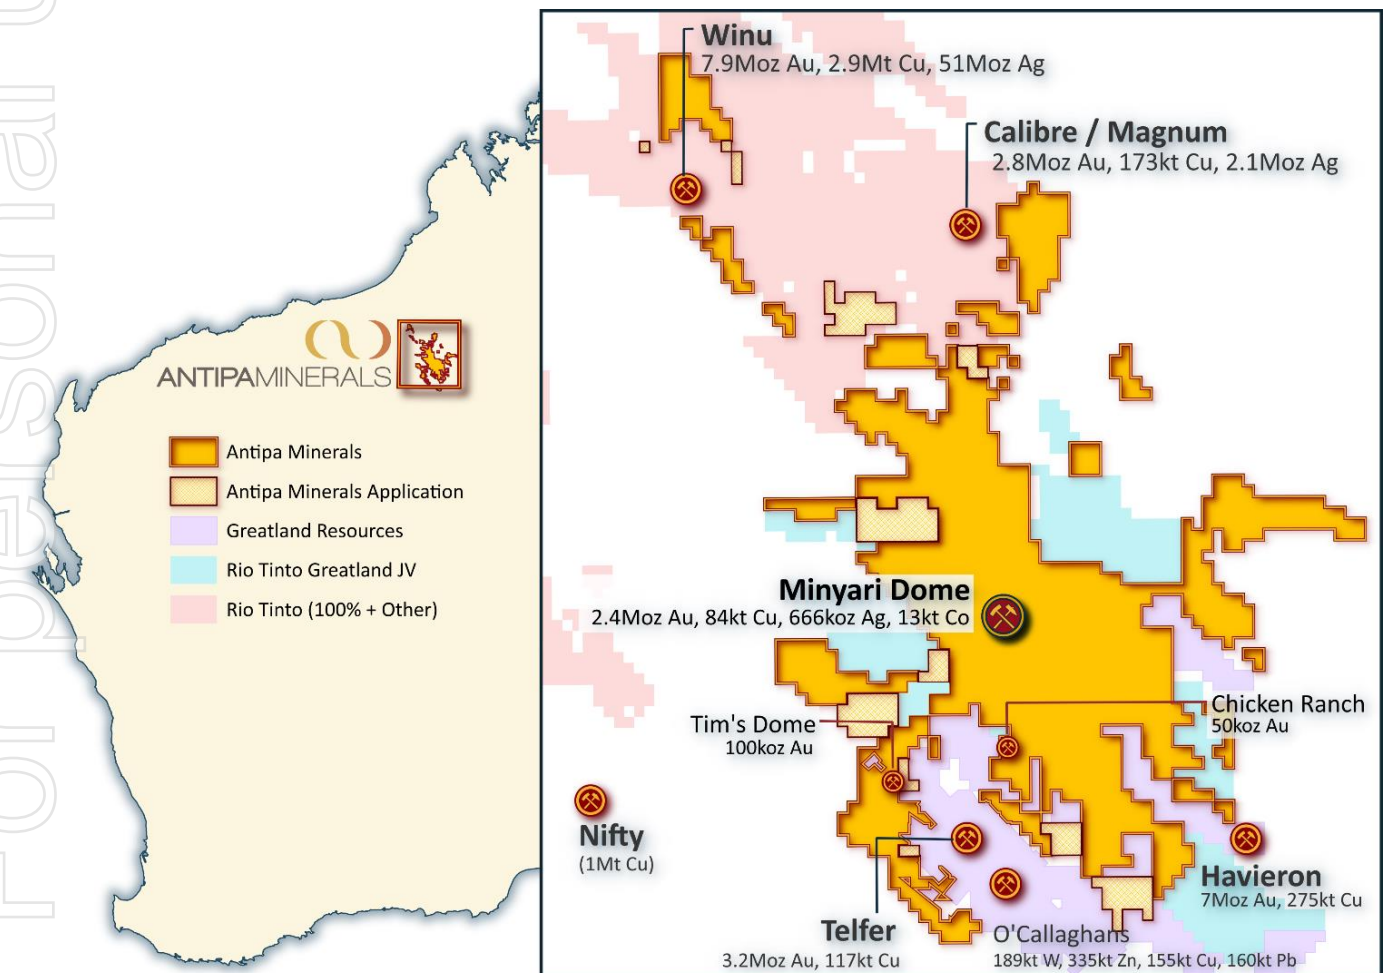 For personal u
Winu
7.9Moz Au, 2.9Mt Cu, 51Moz Ag
Calibre / Magnum
2.8Moz Au, 173kt Cu, 2.1Moz Ag
ANTIPAMINERALS
Antipa Minerals
Antipa Minerals Application
Greatland Resources
Rio Tinto Greatland JV
Rio Tinto (100% + Other)
Minyari Dome
2.4Moz Au, 84kt Cu, 666koz Ag, 13kt Co
Chicken Ranch
50koz Au
Tim's Dome
100koz Au
Nifty
(1Mt Cu)
Havieron
7Moz Au, 275kt Cu
Telfer
3.2Moz Au, 117kt Cu
O'Callaghans
189kt W, 335kt Zn, 155kt Cu, 160kt Pb